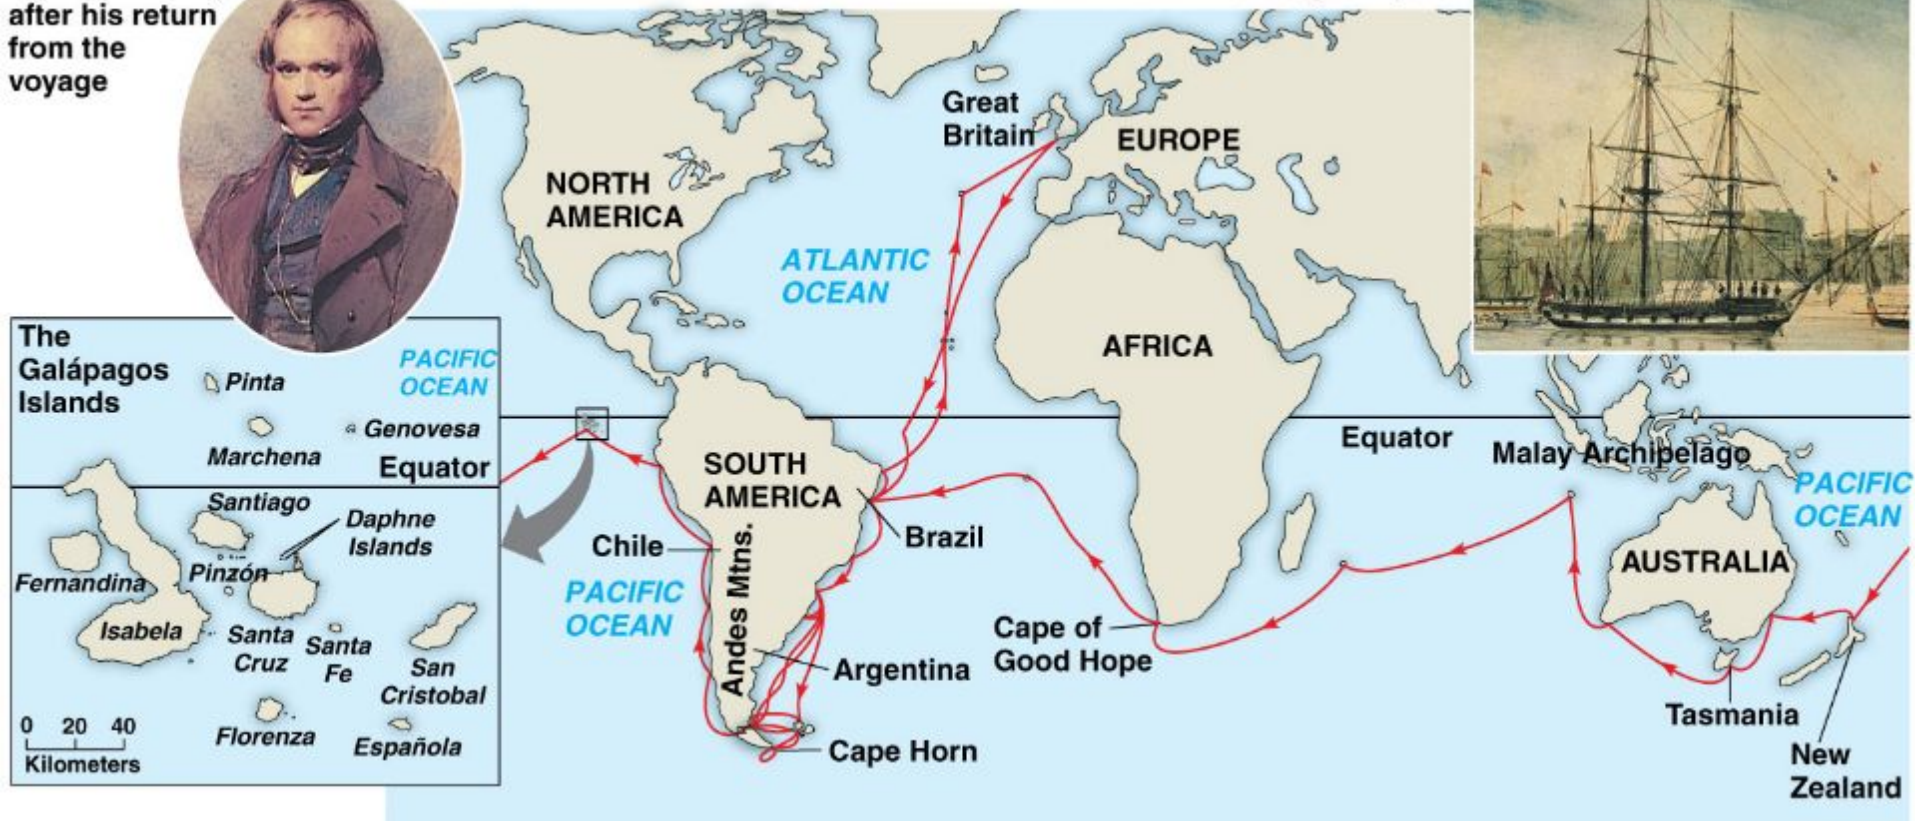 after his return
from the
voyage
The
Galápagos
Islands
PACIFIC
OCEAN
Pinta
Genovesa
Marchena
Equator
Santiago
Daphne
Islands
Pinzón
Fernandina
Isabela
Santa
Cruz
Santa
Fe
San
Cristobal
Florenza
Española
0 20 40
Kilometers
NORTH
AMERICA
Great
Britain
EUROPE
ATLANTIC
OCEAN
AFRICA
Equator
Malay Archipelago
SOUTH
AMERICA
PACIFIC
OCEAN
Chile
Brazil
Andes Mtns.
AUSTRALIA
PACIFIC
OCEAN
Cape of
Good Hope
Argentina
Tasmania
Cape Horn
New
Zealand